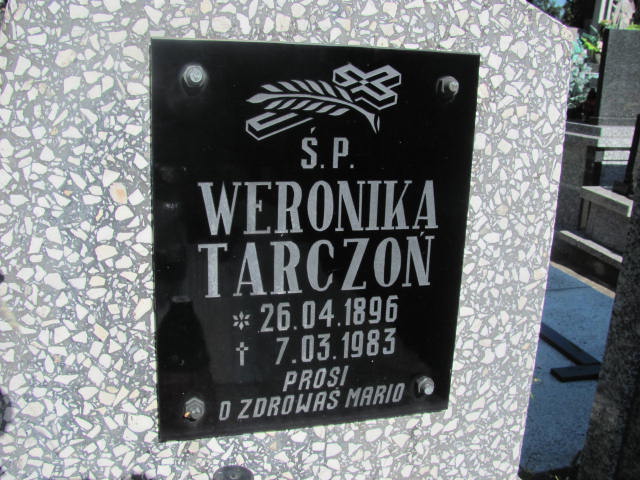 Ś.P.
WERONIKA
TARCZOŃ
* 26.04.1896
† 7.03.1983
PROSI
O ZDROWAŚ MARIO